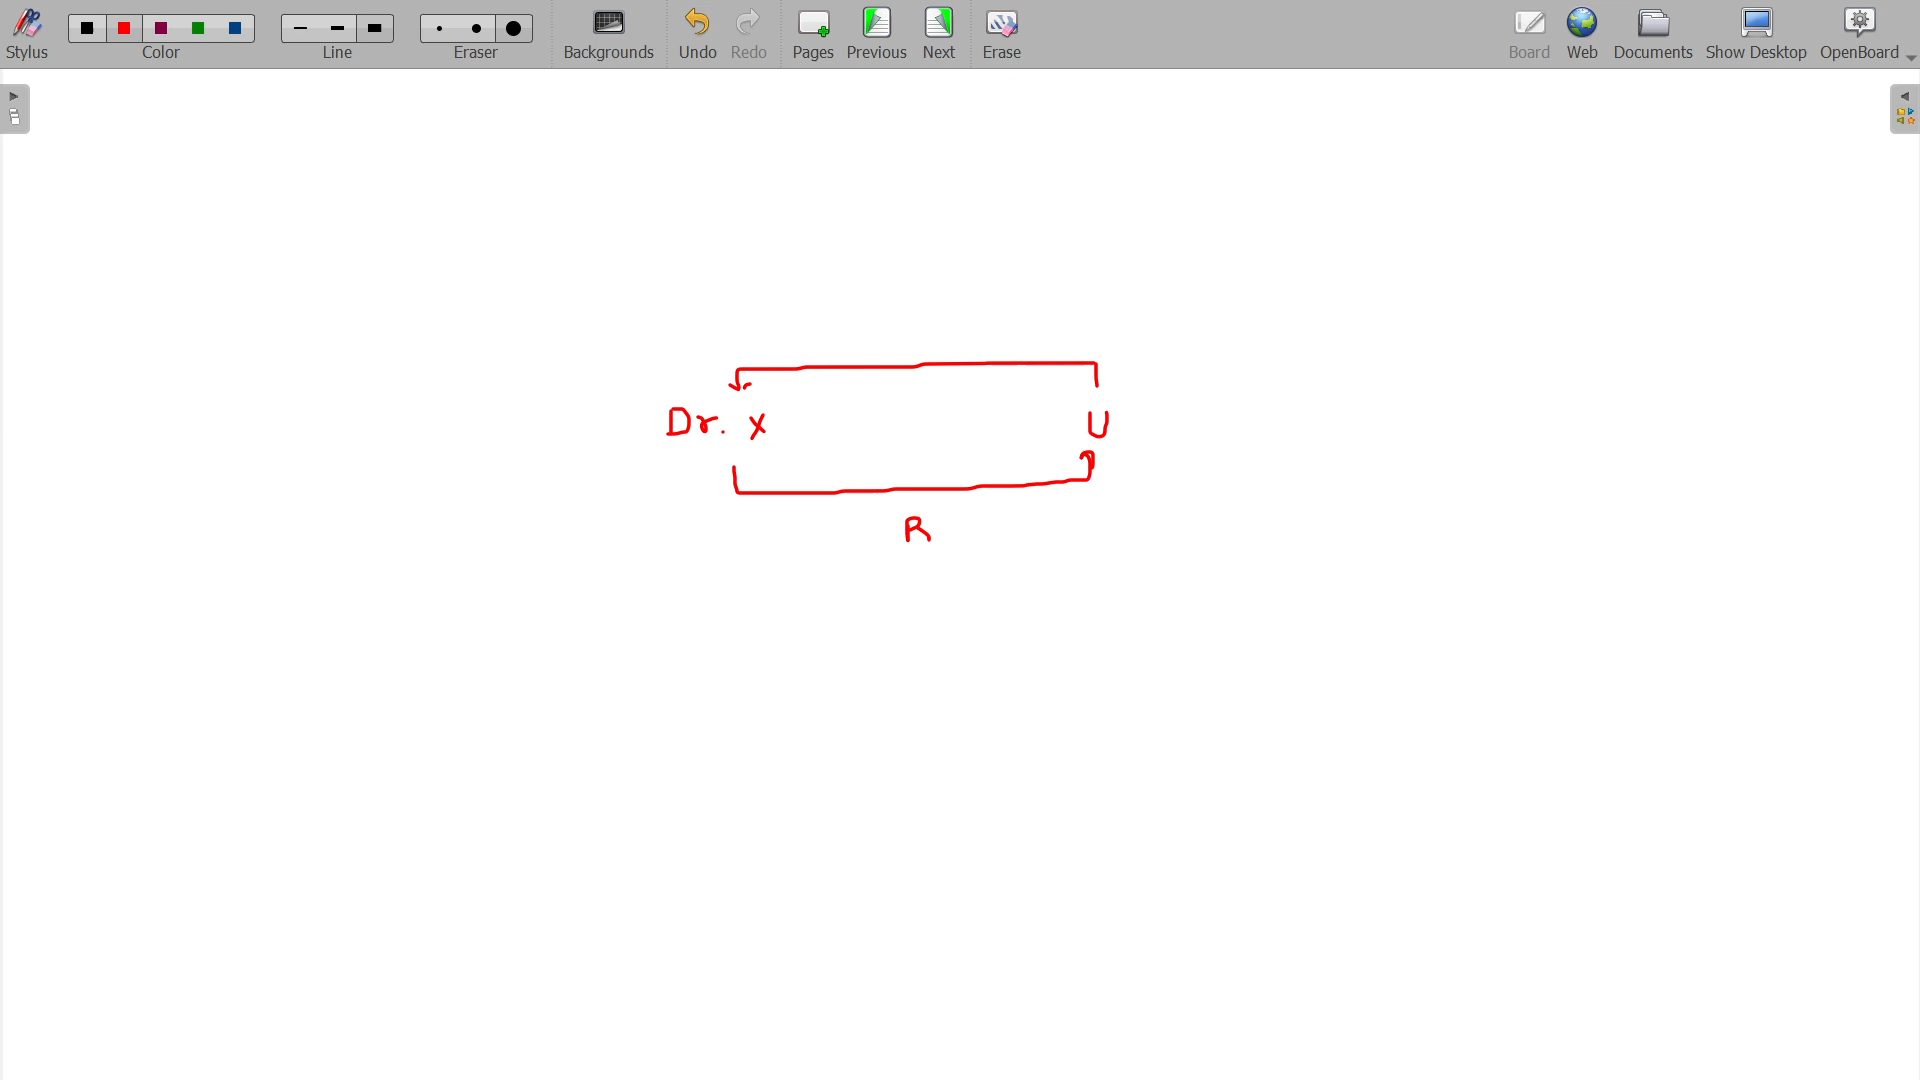 Stylus Color Line Eraser Backgrounds Undo Redo Pages Previous Next Erase Board Web Documents Show Desktop OpenBoard
Dr. X U
R